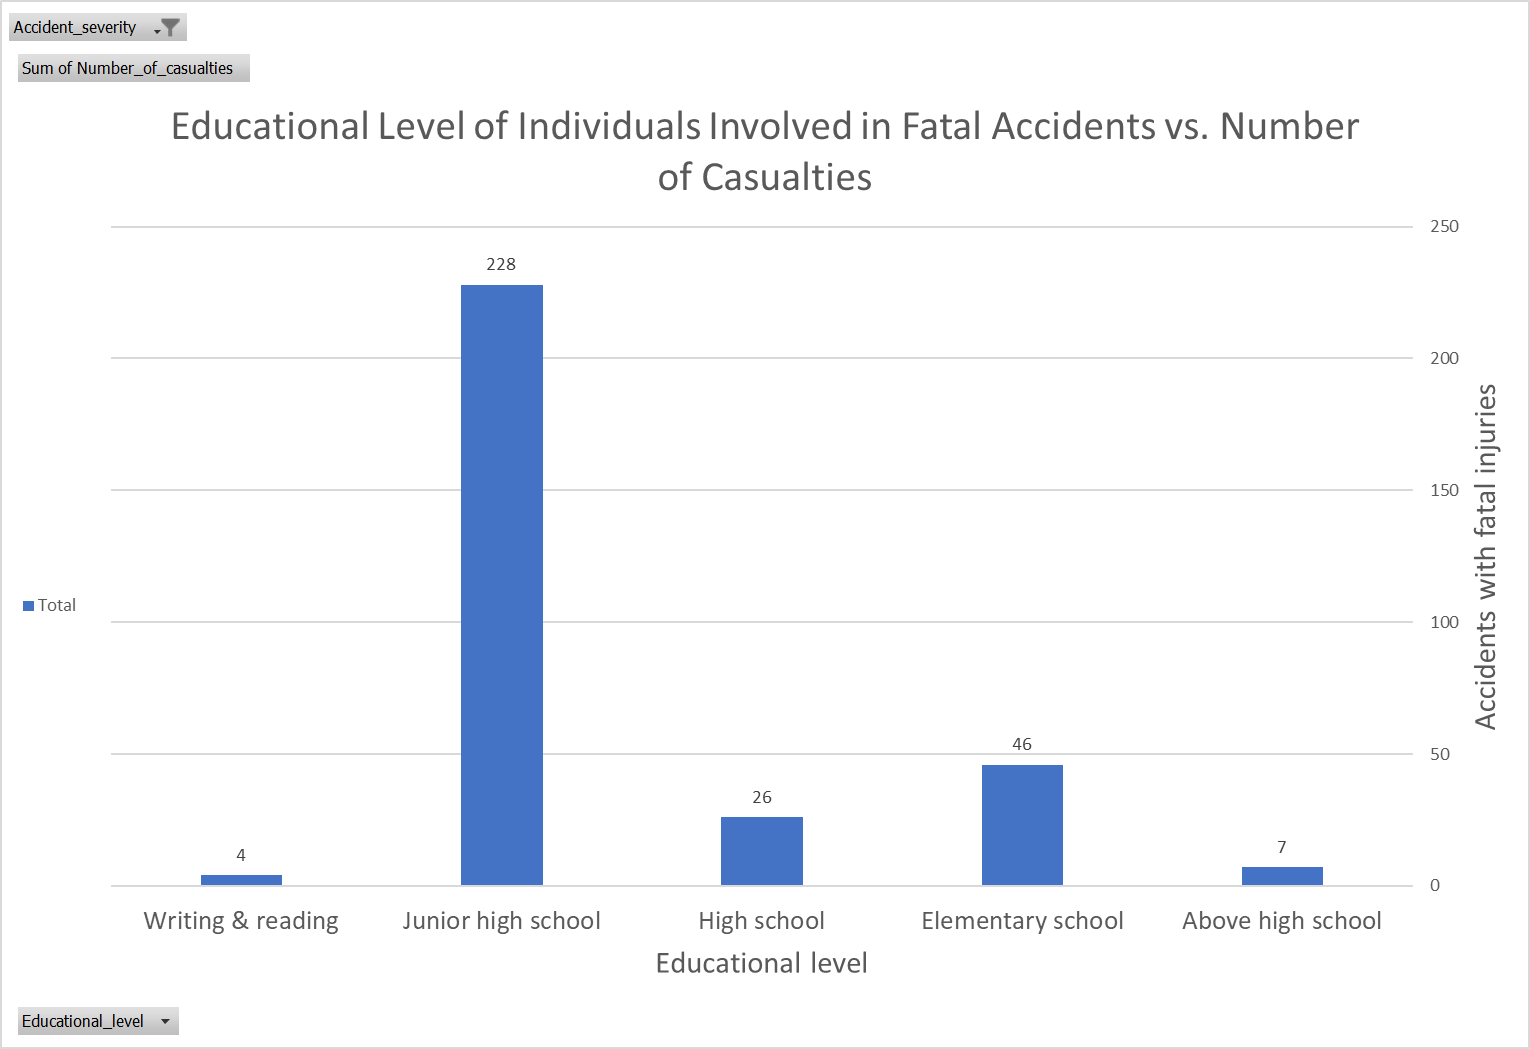 Accident_severity
Sum of Number_of_casualties
Educational Level of Individuals Involved in Fatal Accidents vs. Number
of Casualties
250
228
200
Accidents with fatal injuries
150
Total
100
50
46
26
7
4
0
Writing & reading Junior high school High school Elementary school Above high school
Educational level
Educational_level